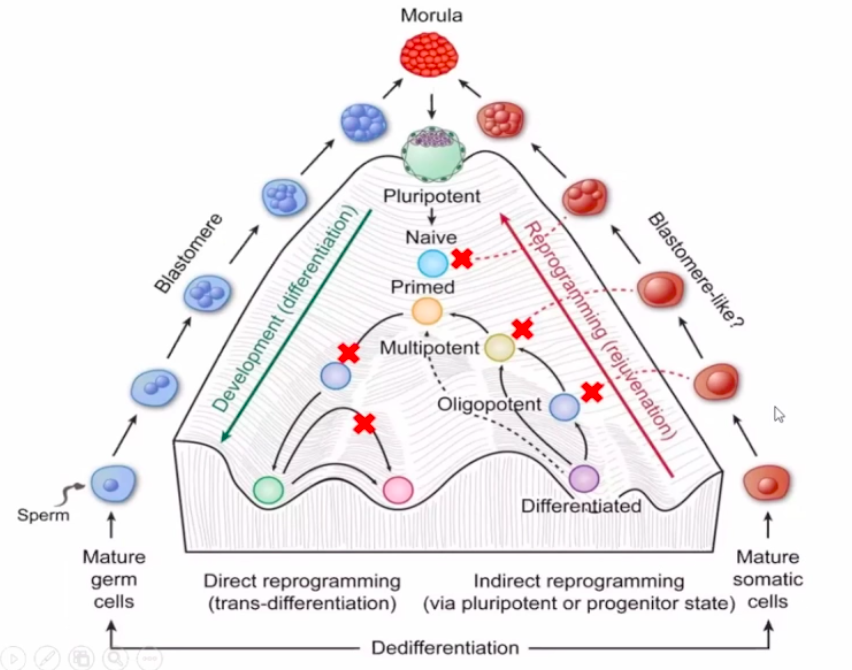 Morula
Pluripotent
Naive
Primed
Multipotent
Oligopotent
Differentiated
Blastomere
Development (differentiation)
Reprogramming (rejuvenation)
Blastomere-like?
Sperm
Mature
germ
cells
Direct reprogramming
(trans-differentiation)
Indirect reprogramming
(via pluripotent or progenitor state)
Mature
somatic
cells
Dedifferentiation